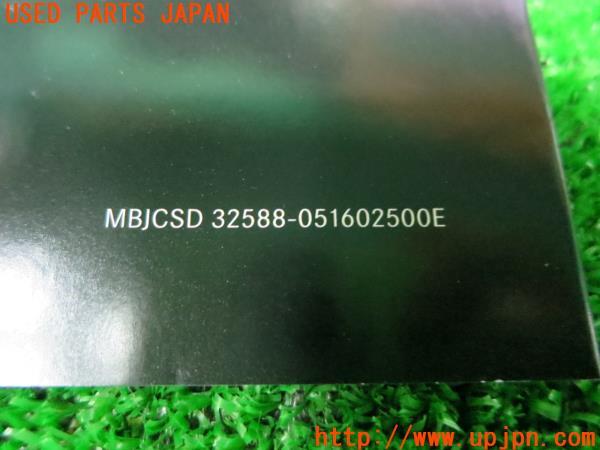 USED PARTS JAPAN
MBJCSD 32588-051602500E
http://www.upjpn.com